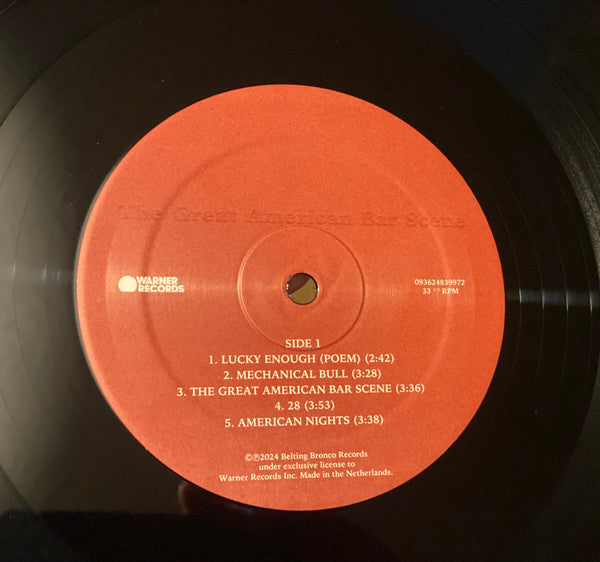 The Great American Bar Scene
WARNER
RECORDS
093624839972
33 ⅓ RPM
SIDE 1
1. LUCKY ENOUGH (POEM) (2:42)
2. MECHANICAL BULL (3:28)
3. THE GREAT AMERICAN BAR SCENE (3:36)
4. 28 (3:53)
5. AMERICAN NIGHTS (3:38)
©℗2024 Belting Bronco Records
under exclusive license to
Warner Records Inc. Made in the Netherlands.